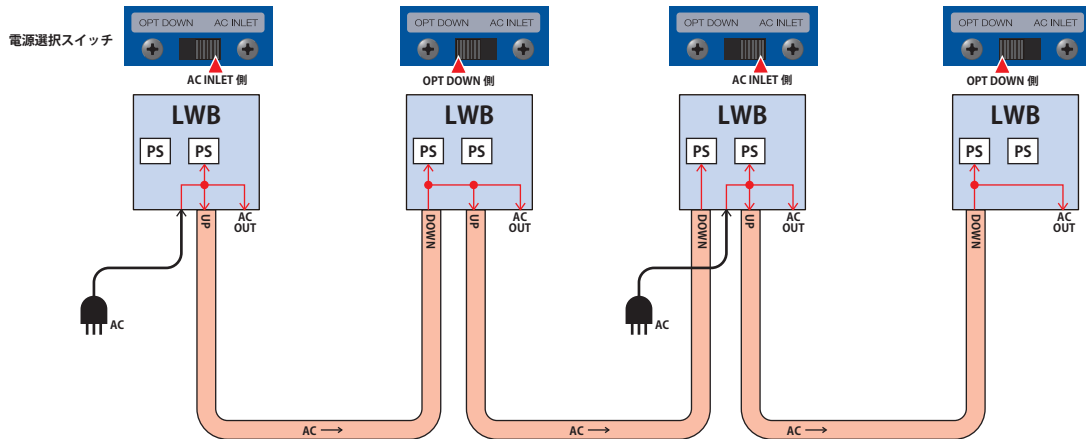 OPT DOWN AC INLET
OPT DOWN AC INLET
OPT DOWN AC INLET
OPT DOWN AC INLET
電源選択スイッチ
AC INLET 側
OPT DOWN 側
AC INLET 側
OPT DOWN 側
LWB
LWB
LWB
LWB
PS PS
PS PS
PS PS
PS PS
UP
AC
OUT
DOWN
UP
AC
OUT
DOWN
UP
AC
OUT
DOWN
AC
OUT
AC
AC
AC →
AC →
AC →